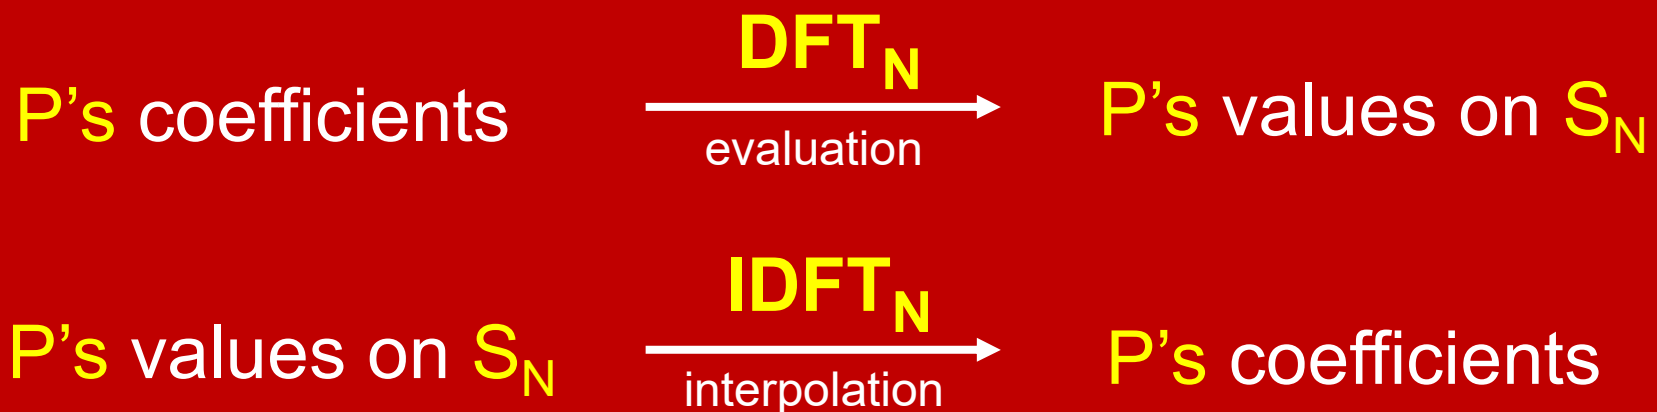 DFT_N
P’s coefficients
P’s values on S_N
evaluation
IDFT_N
P’s values on S_N
P’s coefficients
interpolation